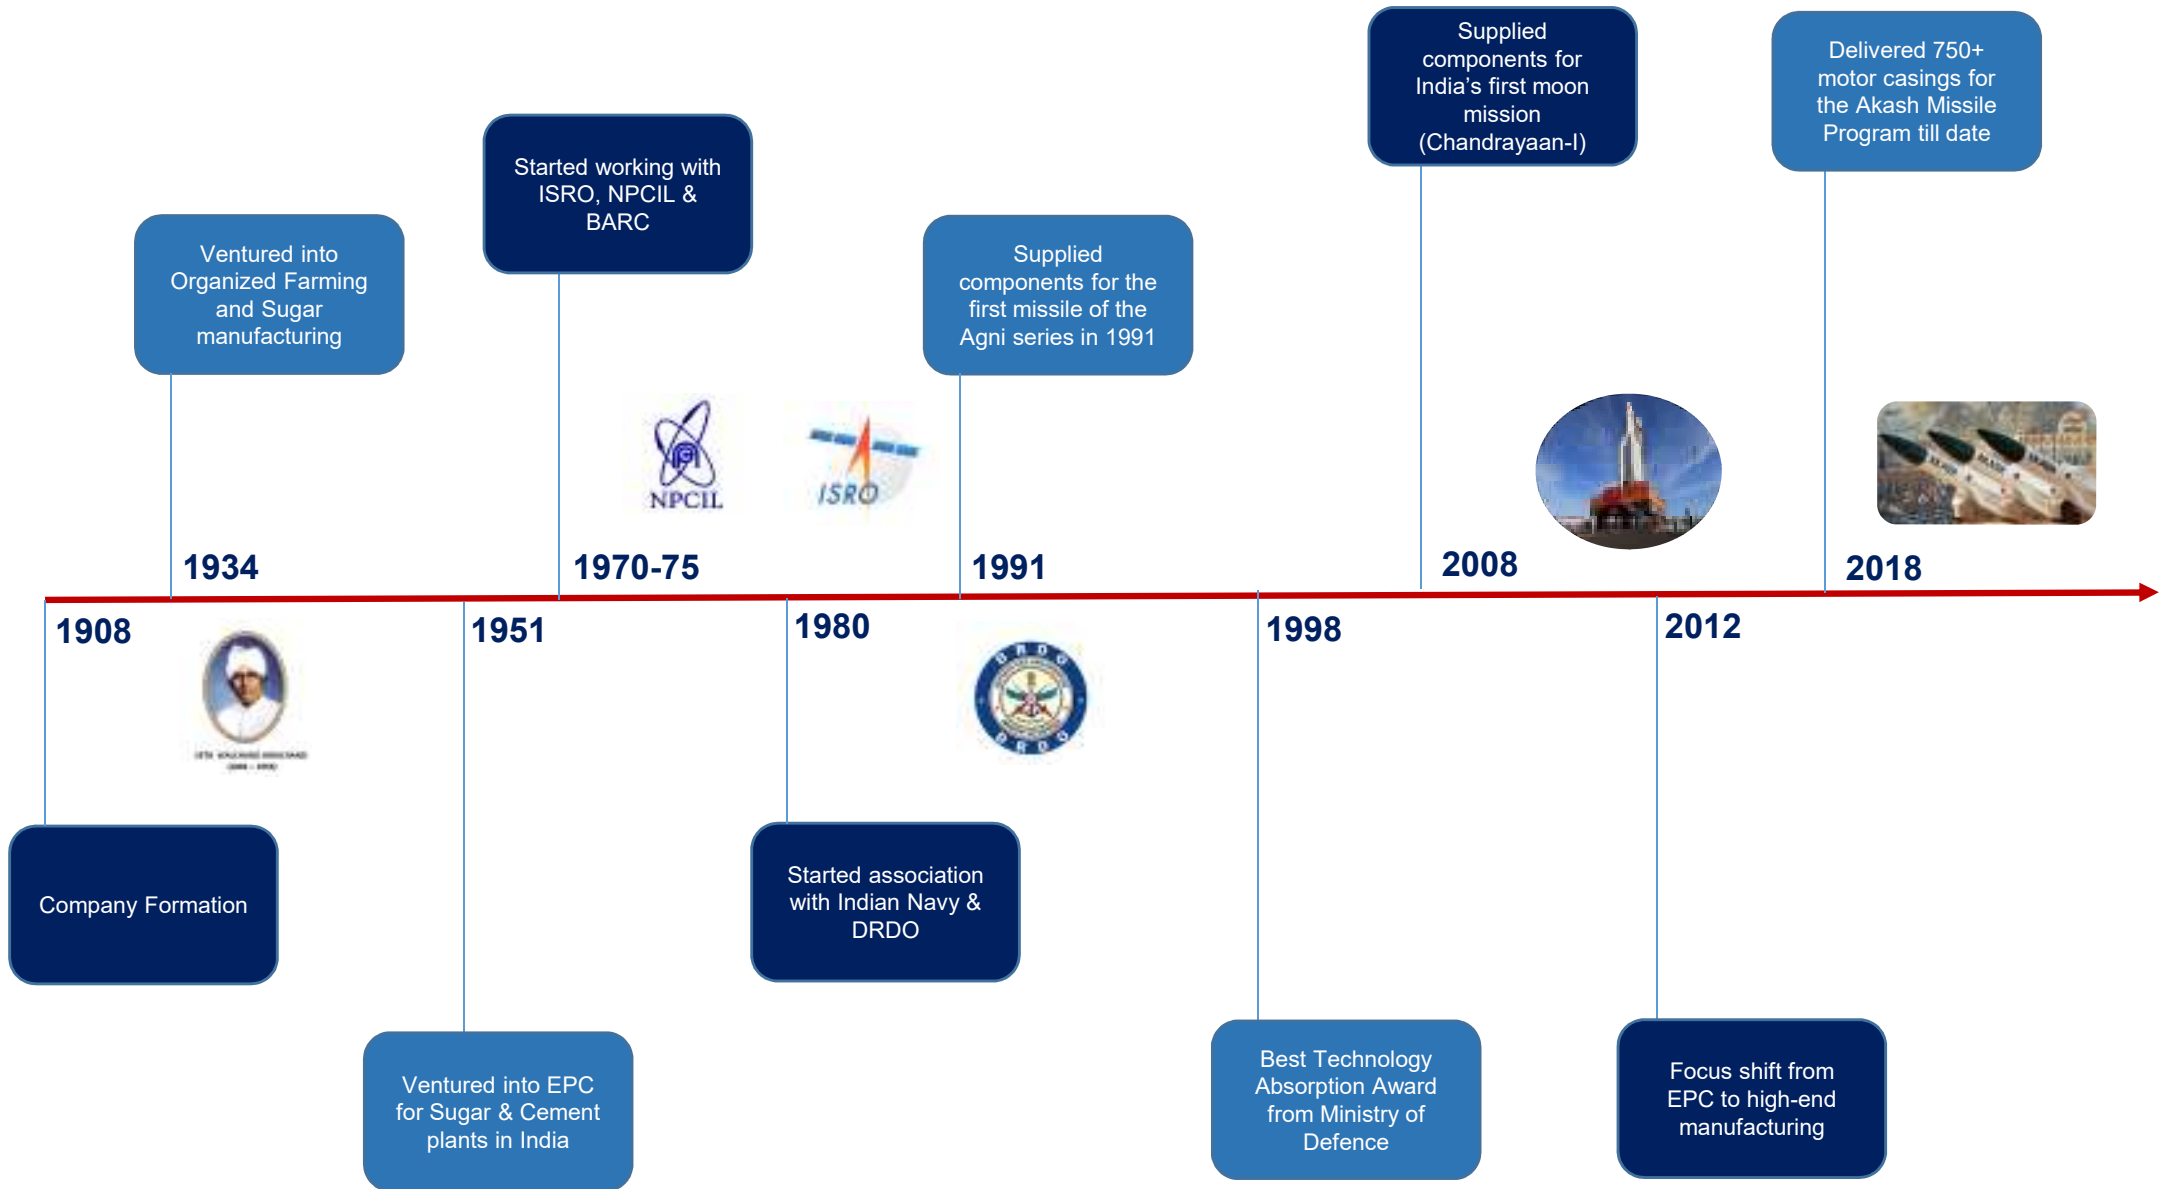 Supplied
components for
India’s first moon
mission
(Chandrayaan-I)
Delivered 750+
motor casings for
the Akash Missile
Program till date
Started working with
ISRO, NPCIL &
BARC
Ventured into
Organized Farming
and Sugar
manufacturing
Supplied
components for the
first missile of the
Agni series in 1991
NPCIL
ISRO
1934
1970-75
1991
2008
2018
1908
1951
1980
1998
2012
DRDO
DRDO
Company Formation
Started association
with Indian Navy &
DRDO
Ventured into EPC
for Sugar & Cement
plants in India
Best Technology
Absorption Award
from Ministry of
Defence
Focus shift from
EPC to high-end
manufacturing